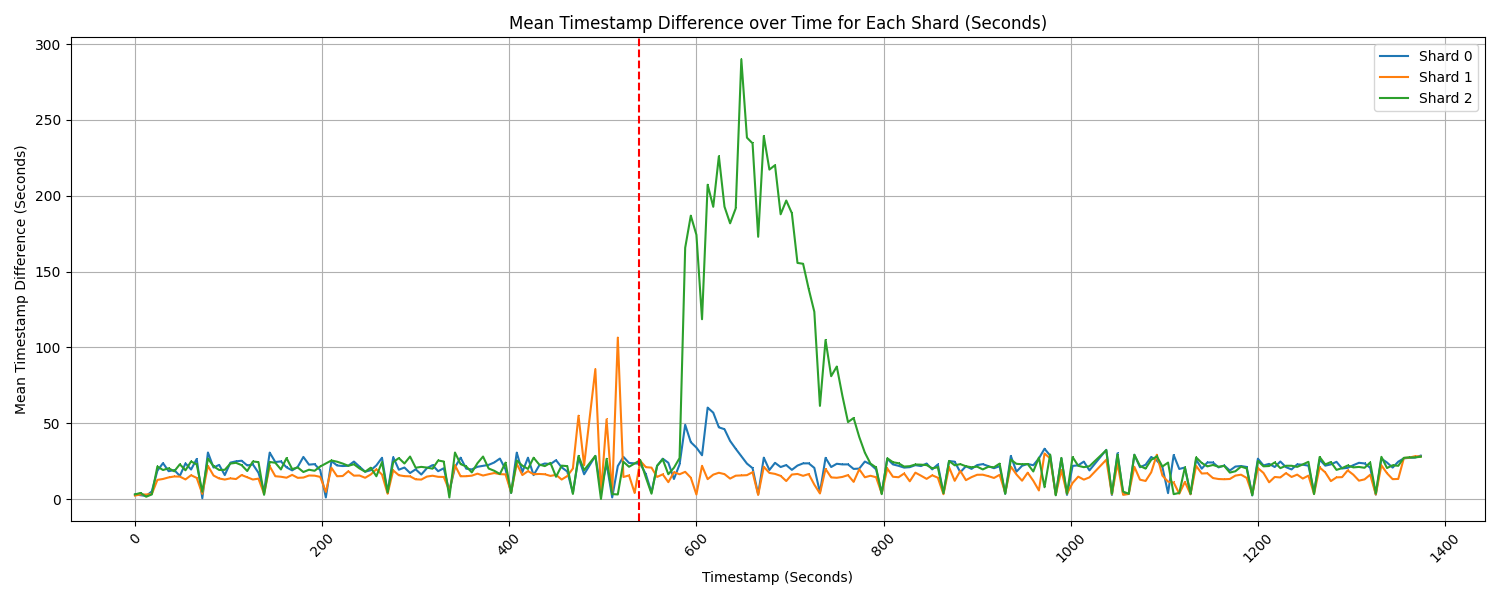 Mean Timestamp Difference over Time for Each Shard (Seconds)
300
250
200
150
100
50
0
Mean Timestamp Difference (Seconds)
Shard 0
Shard 1
Shard 2
0
200
400
600
800
1000
1200
1400
Timestamp (Seconds)